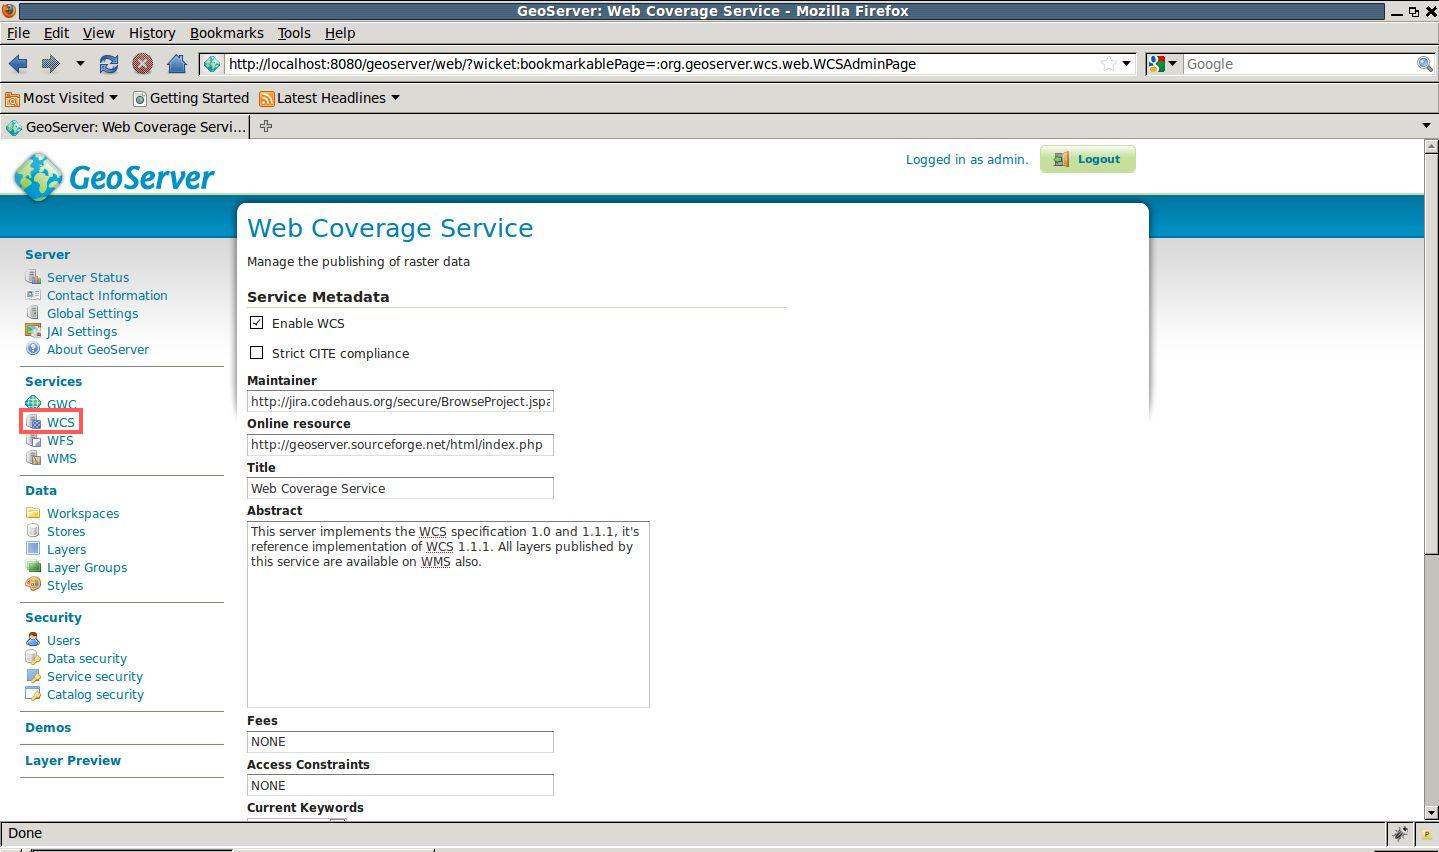 GeoServer: Web Coverage Service - Mozilla Firefox
File Edit View History Bookmarks Tools Help
http://localhost:8080/geoserver/web/?wicket:bookmarkablePage=:org.geoserver.wcs.web.WCSAdminPage
Google
Most Visited Getting Started Latest Headlines
GeoServer: Web Coverage Servi...
GeoServer
Logged in as admin.
Logout
Server
Server Status
Contact Information
Global Settings
JAI Settings
About GeoServer
Services
GWC
WCS
WFS
WMS
Data
Workspaces
Stores
Layers
Layer Groups
Styles
Security
Users
Data security
Service security
Catalog security
Demos
Layer Preview
Web Coverage Service
Manage the publishing of raster data
Service Metadata
Enable WCS
Strict CITE compliance
Maintainer
http://jira.codehaus.org/secure/BrowseProject.jspa
Online resource
http://geoserver.sourceforge.net/html/index.php
Title
Web Coverage Service
Abstract
This server implements the WCS specification 1.0 and 1.1.1, it's
reference implementation of WCS 1.1.1. All layers published by
this service are available on WMS also.
Fees
NONE
Access Constraints
NONE
Current Keywords
Done